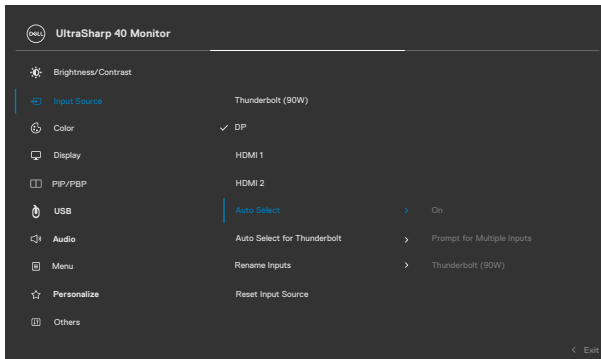 DELL UltraSharp 40 Monitor
Brightness/Contrast
Input Source Thunderbolt (90W)
Color DP
Display HDMI 1
PIP/PBP HDMI 2
USB Auto Select On
Audio Auto Select for Thunderbolt Prompt for Multiple Inputs
Menu Rename Inputs Thunderbolt (90W)
Personalize Reset Input Source
Others
Exit